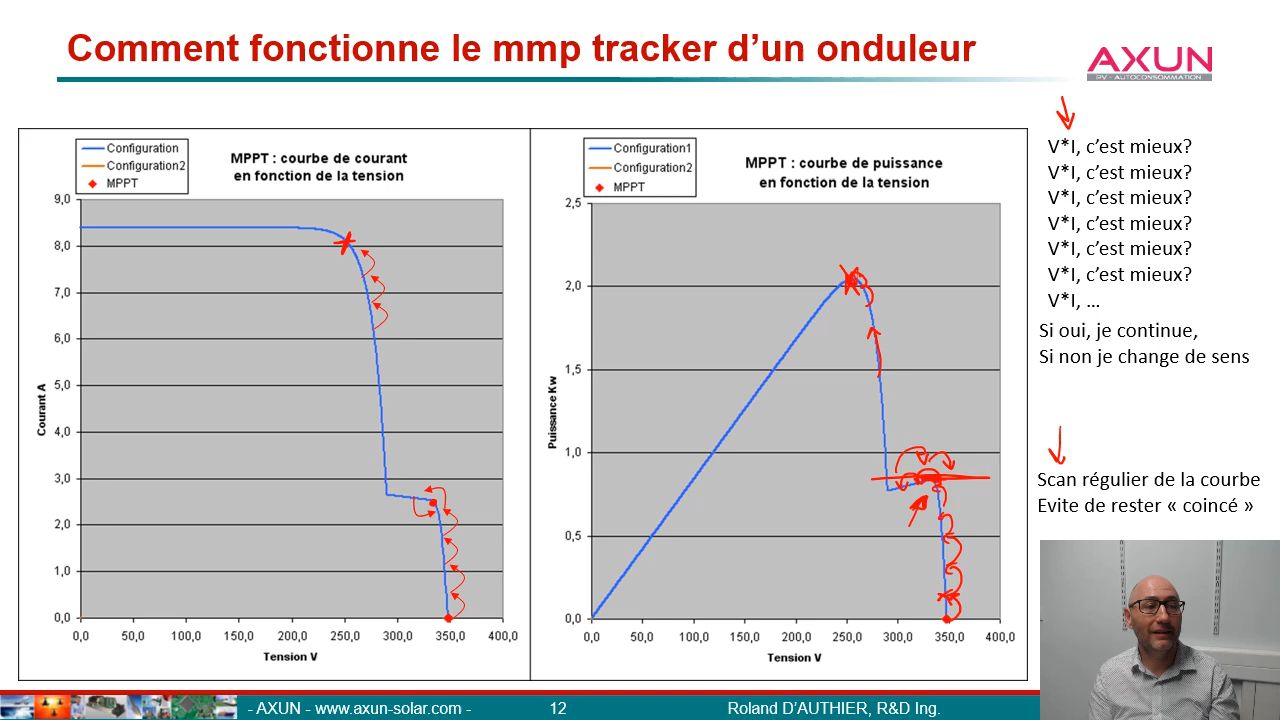 Comment fonctionne le mmp tracker d'un onduleur
AXUN
PV - AUTOCONSOMMATION
Configuration
Configuration2
MPPT
MPPT : courbe de courant
en fonction de la tension
9,0
8,0
7,0
6,0
5,0
4,0
3,0
2,0
1,0
0,0
Courant A
0,0 50,0 100,0 150,0 200,0 250,0 300,0 350,0 400,0
Tension V
Configuration1
Configuration2
MPPT
MPPT : courbe de puissance
en fonction de la tension
2,5
2,0
1,5
1,0
0,5
0,0
Puissance Kw
0,0 50,0 100,0 150,0 200,0 250,0 300,0 350,0 400,0
Tension V
V*I, c'est mieux?
V*I, c'est mieux?
V*I, c'est mieux?
V*I, c'est mieux?
V*I, c'est mieux?
V*I, c'est mieux?
V*I, …
Si oui, je continue,
Si non je change de sens
Scan régulier de la courbe
Evite de rester « coincé »
- AXUN - www.axun-solar.com -
12
Roland D'AUTHIER, R&D Ing.